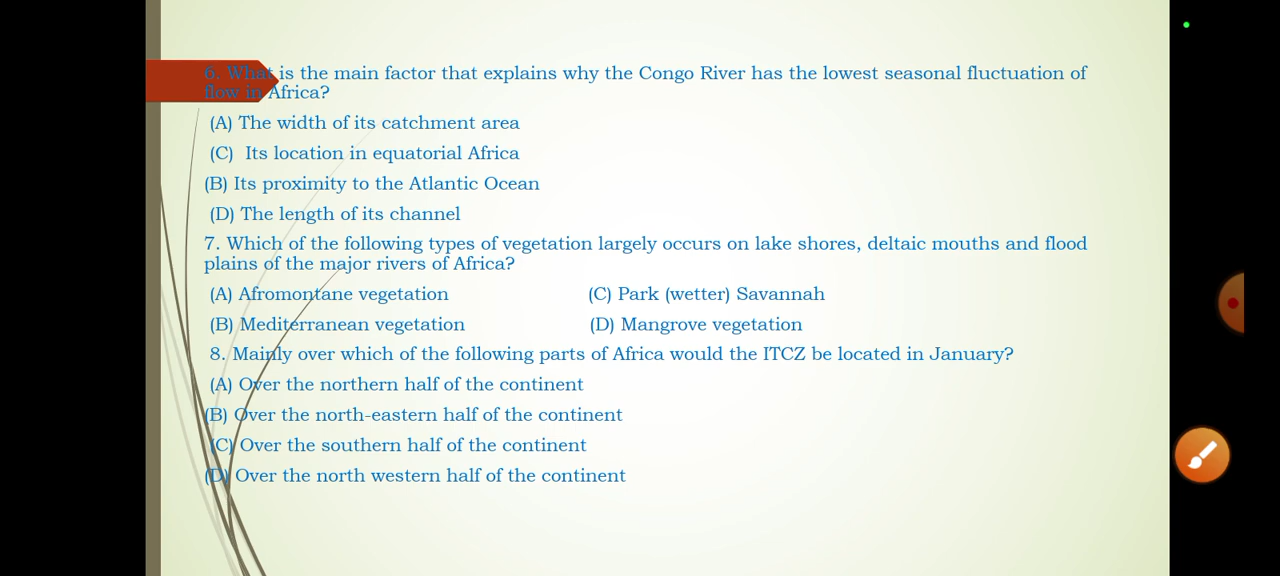 6. What is the main factor that explains why the Congo River has the lowest seasonal fluctuation of
flow in Africa?
(A) The width of its catchment area
(C) Its location in equatorial Africa
(B) Its proximity to the Atlantic Ocean
(D) The length of its channel
7. Which of the following types of vegetation largely occurs on lake shores, deltaic mouths and flood
plains of the major rivers of Africa?
(A) Afromontane vegetation (C) Park (wetter) Savannah
(B) Mediterranean vegetation (D) Mangrove vegetation
8. Mainly over which of the following parts of Africa would the ITCZ be located in January?
(A) Over the northern half of the continent
(B) Over the north-eastern half of the continent
(C) Over the southern half of the continent
(D) Over the north western half of the continent